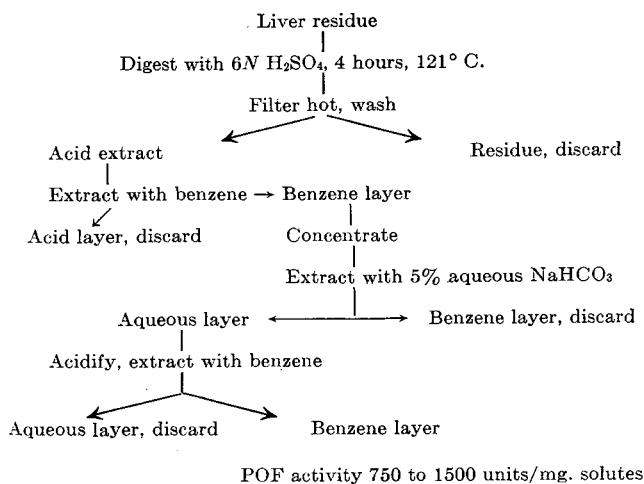 Liver residue
Digest with 6N H₂SO₄, 4 hours, 121° C.
Filter hot, wash
Acid extract
Residue, discard
Extract with benzene → Benzene layer
Acid layer, discard
Concentrate
Extract with 5% aqueous NaHCO₃
Aqueous layer
Benzene layer, discard
Acidify, extract with benzene
Aqueous layer, discard
Benzene layer
POF activity 750 to 1500 units/mg. solutes